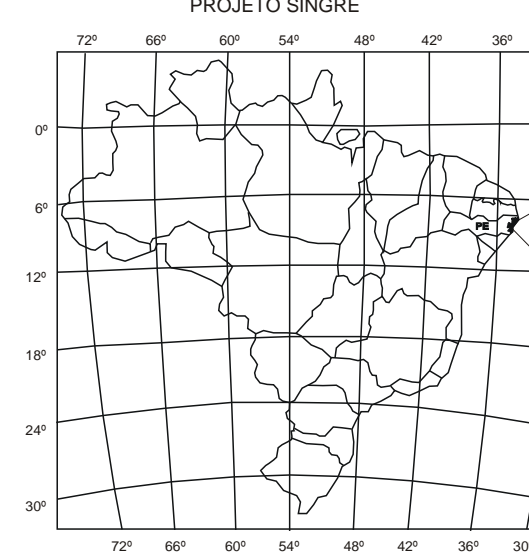 PROJETO SINGRE
72º 66º 60º 54º 48º 42º 36º
0º
6º
PE
12º
18º
24º
30º
72º 66º 60º 54º 48º 42º 36º 30